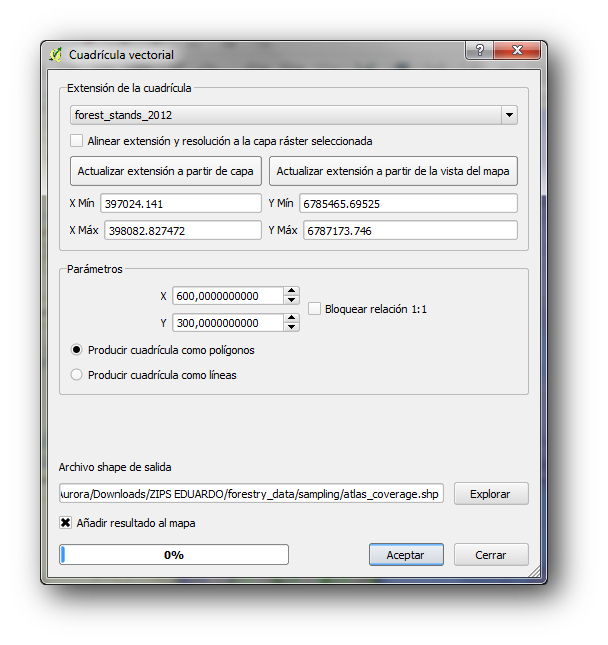 Cuadrícula vectorial
?
Extensión de la cuadrícula
forest_stands_2012
Alinear extensión y resolución a la capa ráster seleccionada
Actualizar extensión a partir de capa
Actualizar extensión a partir de la vista del mapa
X Mín 397024.141
Y Mín 6785465.69525
X Máx 398082.827472
Y Máx 6787173.746
Parámetros
X 600,0000000000
Bloquear relación 1:1
Y 300,0000000000
Producir cuadrícula como polígonos
Producir cuadrícula como líneas
Archivo shape de salida
urora/Downloads/ZIPS EDUARDO/forestry_data/sampling/atlas_coverage.shp
Explorar
Añadir resultado al mapa
0%
Aceptar
Cerrar